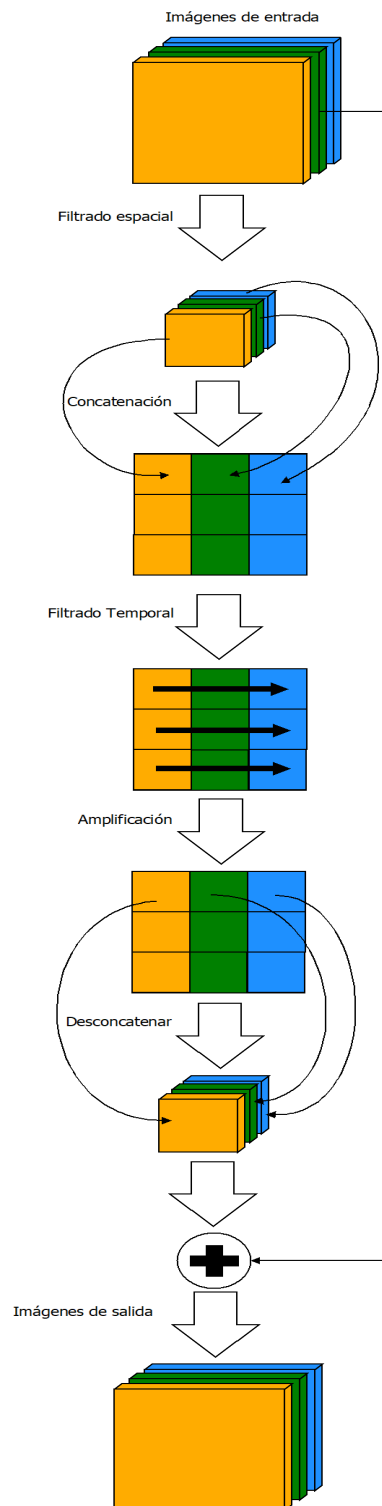 Imágenes de entrada
Filtrado espacial
Concatenación
Filtrado Temporal
Amplificación
Desconcatenar
Imágenes de salida